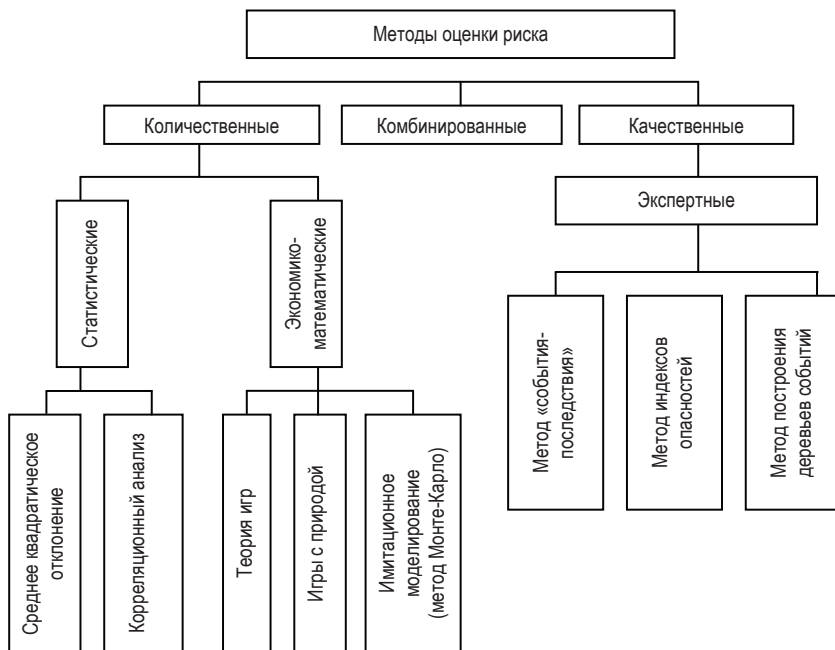 Методы оценки риска
Количественные
Комбинированные
Качественные
Экспертные
Статистические
Экономико-
математические
Метод «события-
последствия»
Метод индексов
опасностей
Метод построения
деревьев событий
Среднее квадратическое
отклонение
Корреляционный анализ
Теория игр
Игры с природой
Имитационное
моделирование
(метод Монте-Карло)